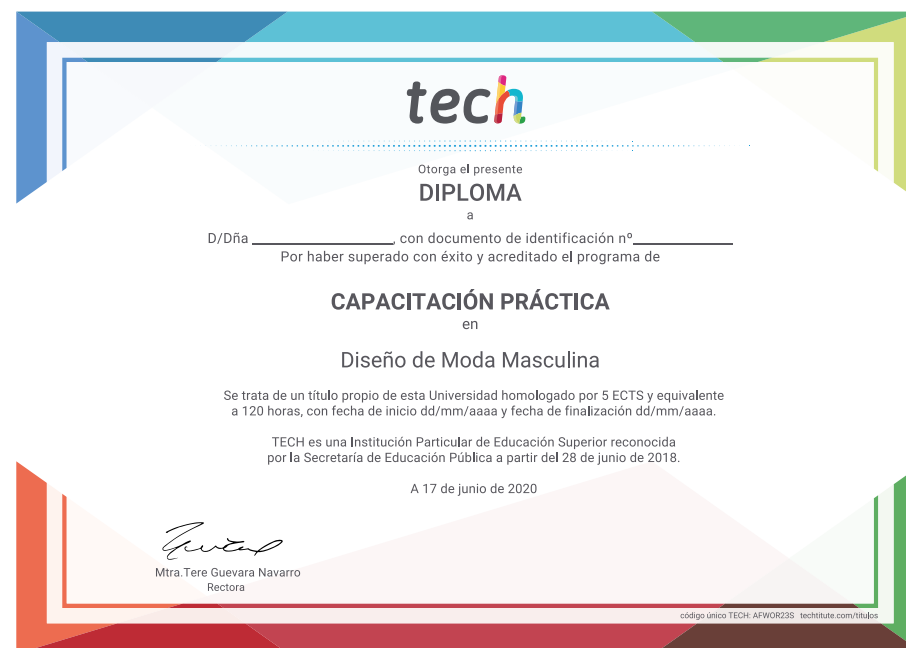 tech
Otorga el presente
DIPLOMA
a
D/Dña ____________________, con documento de identificación nº______________
Por haber superado con éxito y acreditado el programa de
CAPACITACIÓN PRÁCTICA
en
Diseño de Moda Masculina
Se trata de un título propio de esta Universidad homologado por 5 ECTS y equivalente
a 120 horas, con fecha de inicio dd/mm/aaaa y fecha de finalización dd/mm/aaaa.
TECH es una Institución Particular de Educación Superior reconocida
por la Secretaría de Educación Pública a partir del 28 de junio de 2018.
A 17 de junio de 2020
Mtra.Tere Guevara Navarro
Rectora
código único TECH: AFWOR23S techtitute.com/titulos